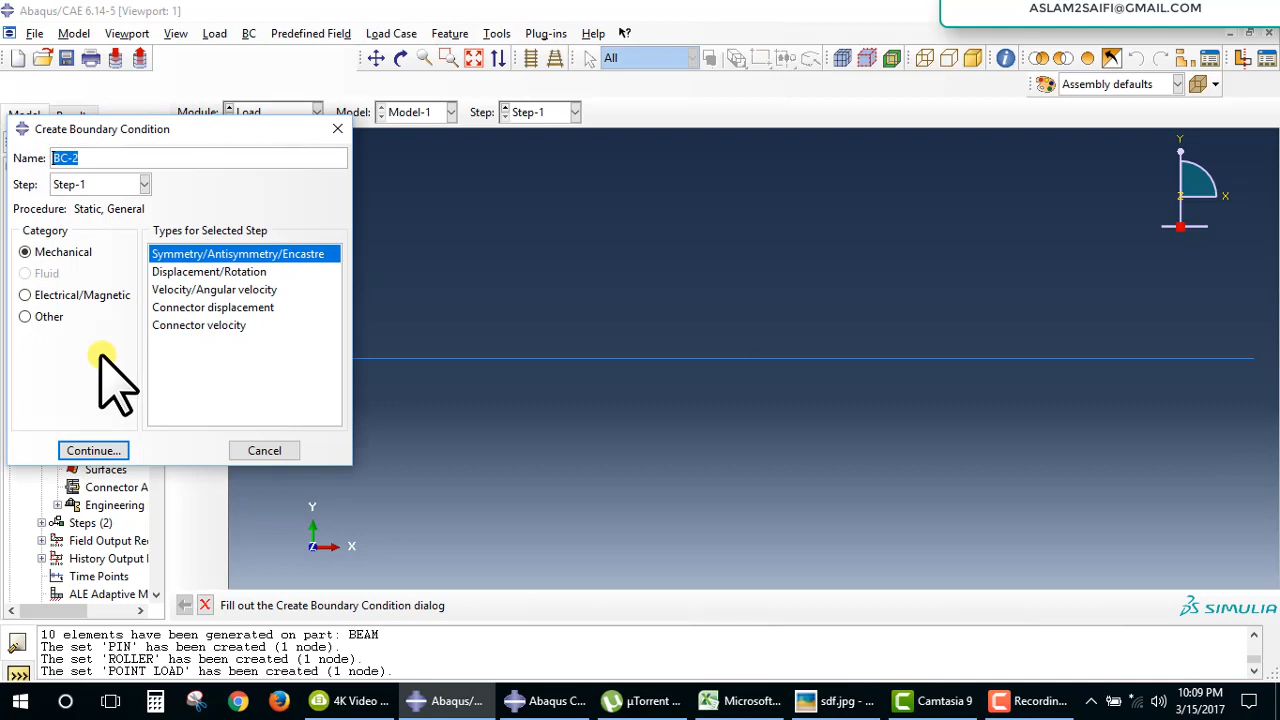 Abaqus/CAE 6.14-5 [Viewport: 1]
ASLAM2SAIFI@GMAIL.COM
File Model Viewport View Load BC Predefined Field Load Case Feature Tools Plug-ins Help
All
Assembly defaults
Module: Load Model: Model-1 Step: Step-1
Create Boundary Condition
Name: BC-2
Step: Step-1
Procedure: Static, General
Category
Types for Selected Step
Mechanical
Fluid
Electrical/Magnetic
Other
Symmetry/Antisymmetry/Encastre
Displacement/Rotation
Velocity/Angular velocity
Connector displacement
Connector velocity
Continue...
Cancel
Surfaces
Connector A
Engineering
Steps (2)
Field Output Re
History Output
Time Points
ALE Adaptive M
Y
Z
X
Y
Z
X
Fill out the Create Boundary Condition dialog
SIMULIA
10 elements have been generated on part: BEAM
The set 'PIN' has been created (1 node).
The set 'ROLLER' has been created (1 node).
The set 'POINT LOAD' has been created (1 node).
4K Video ...
Abaqus/...
Abaqus C...
µTorrent ...
Microsoft...
sdf.jpg - ...
Camtasia 9
Recordin...
10:09 PM
3/15/2017